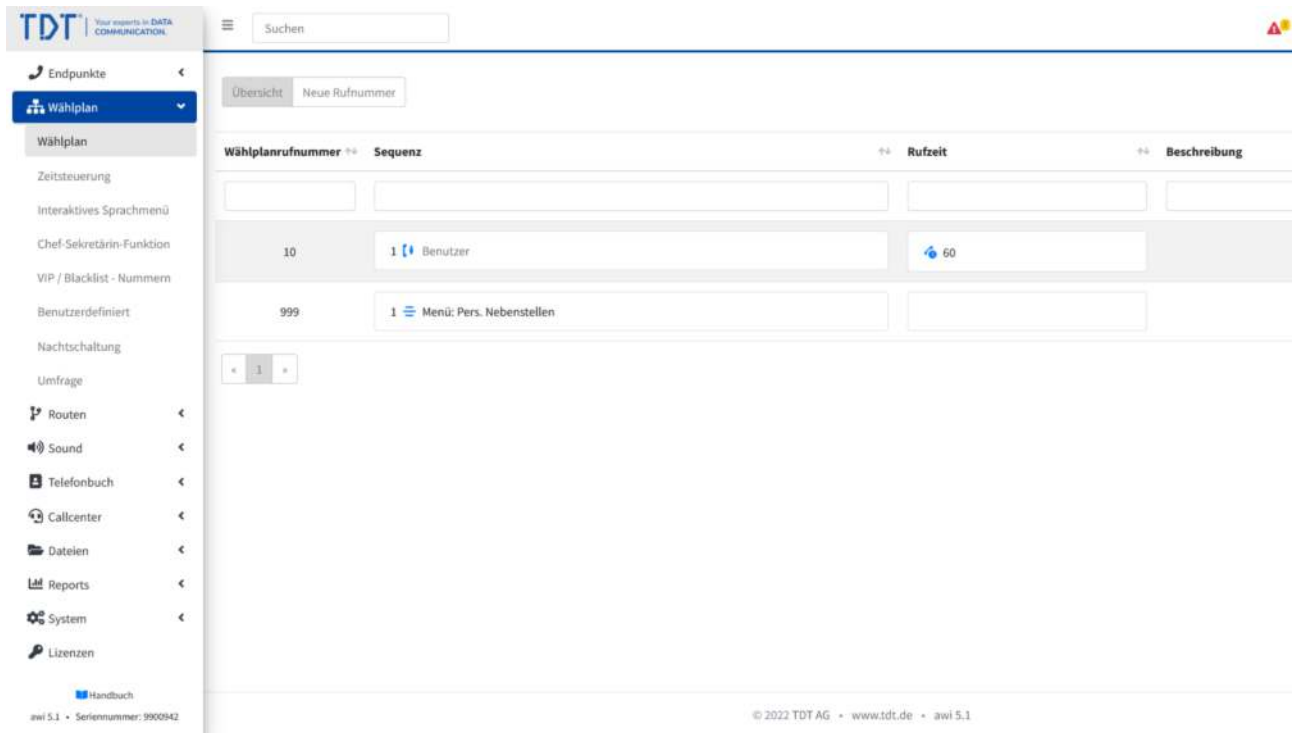 TDT Your experts in DATA
COMMUNICATION.
Suchen
Endpunkte
Wählplan
Wählplan
Zeitsteuerung
Interaktives Sprachmenü
Chef-Sekretärin-Funktion
VIP / Blacklist - Nummern
Benutzerdefiniert
Nachtschaltung
Umfrage
Routen
Sound
Telefonbuch
Callcenter
Dateien
Reports
System
Lizenzen
Handbuch
awi 5.1 • Seriennummer: 9900942
Übersicht Neue Rufnummer
Wählplanrufnummer Sequenz Rufzeit Beschreibung
10 1 Benutzer 60
999 1 Menü: Pers. Nebenstellen
« 1 »
© 2022 TDT AG • www.tdt.de • awi 5.1